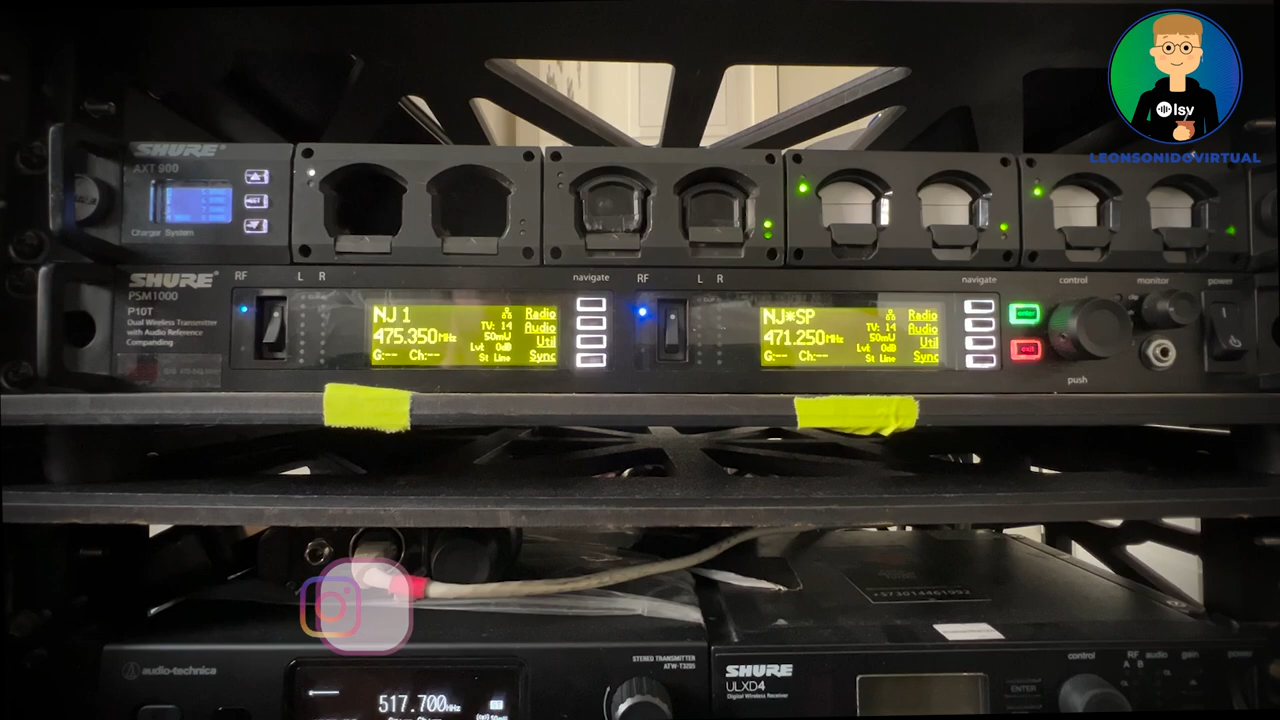 lsv
LEONSONIDOVIRTUAL
SHURE
AXT 900
Charger System
SHURE
PSM1000
P10T
Dual Wireless Transmitter
with Audio Reference
Companding
RF
L R
navigate
RF
L R
navigate
control
monitor
power
NJ 1
Radio
475.350MHz
TV: 14
Audio
50mW
Util
Lvl: 0dB
G:-- Ch:--
St Line
Sync
NJ*SP
Radio
471.250MHz
TV: 14
Audio
50mW
Util
Lvl: 0dB
G:-- Ch:--
St Line
Sync
enter
exit
push
+573014461992
audio-technica
STEREO TRANSMITTER
ATW-T3205
517.700MHz
SHURE
ULXD4
Digital Wireless Receiver
control
RF
audio
gain
power
A B
OL
ENTER